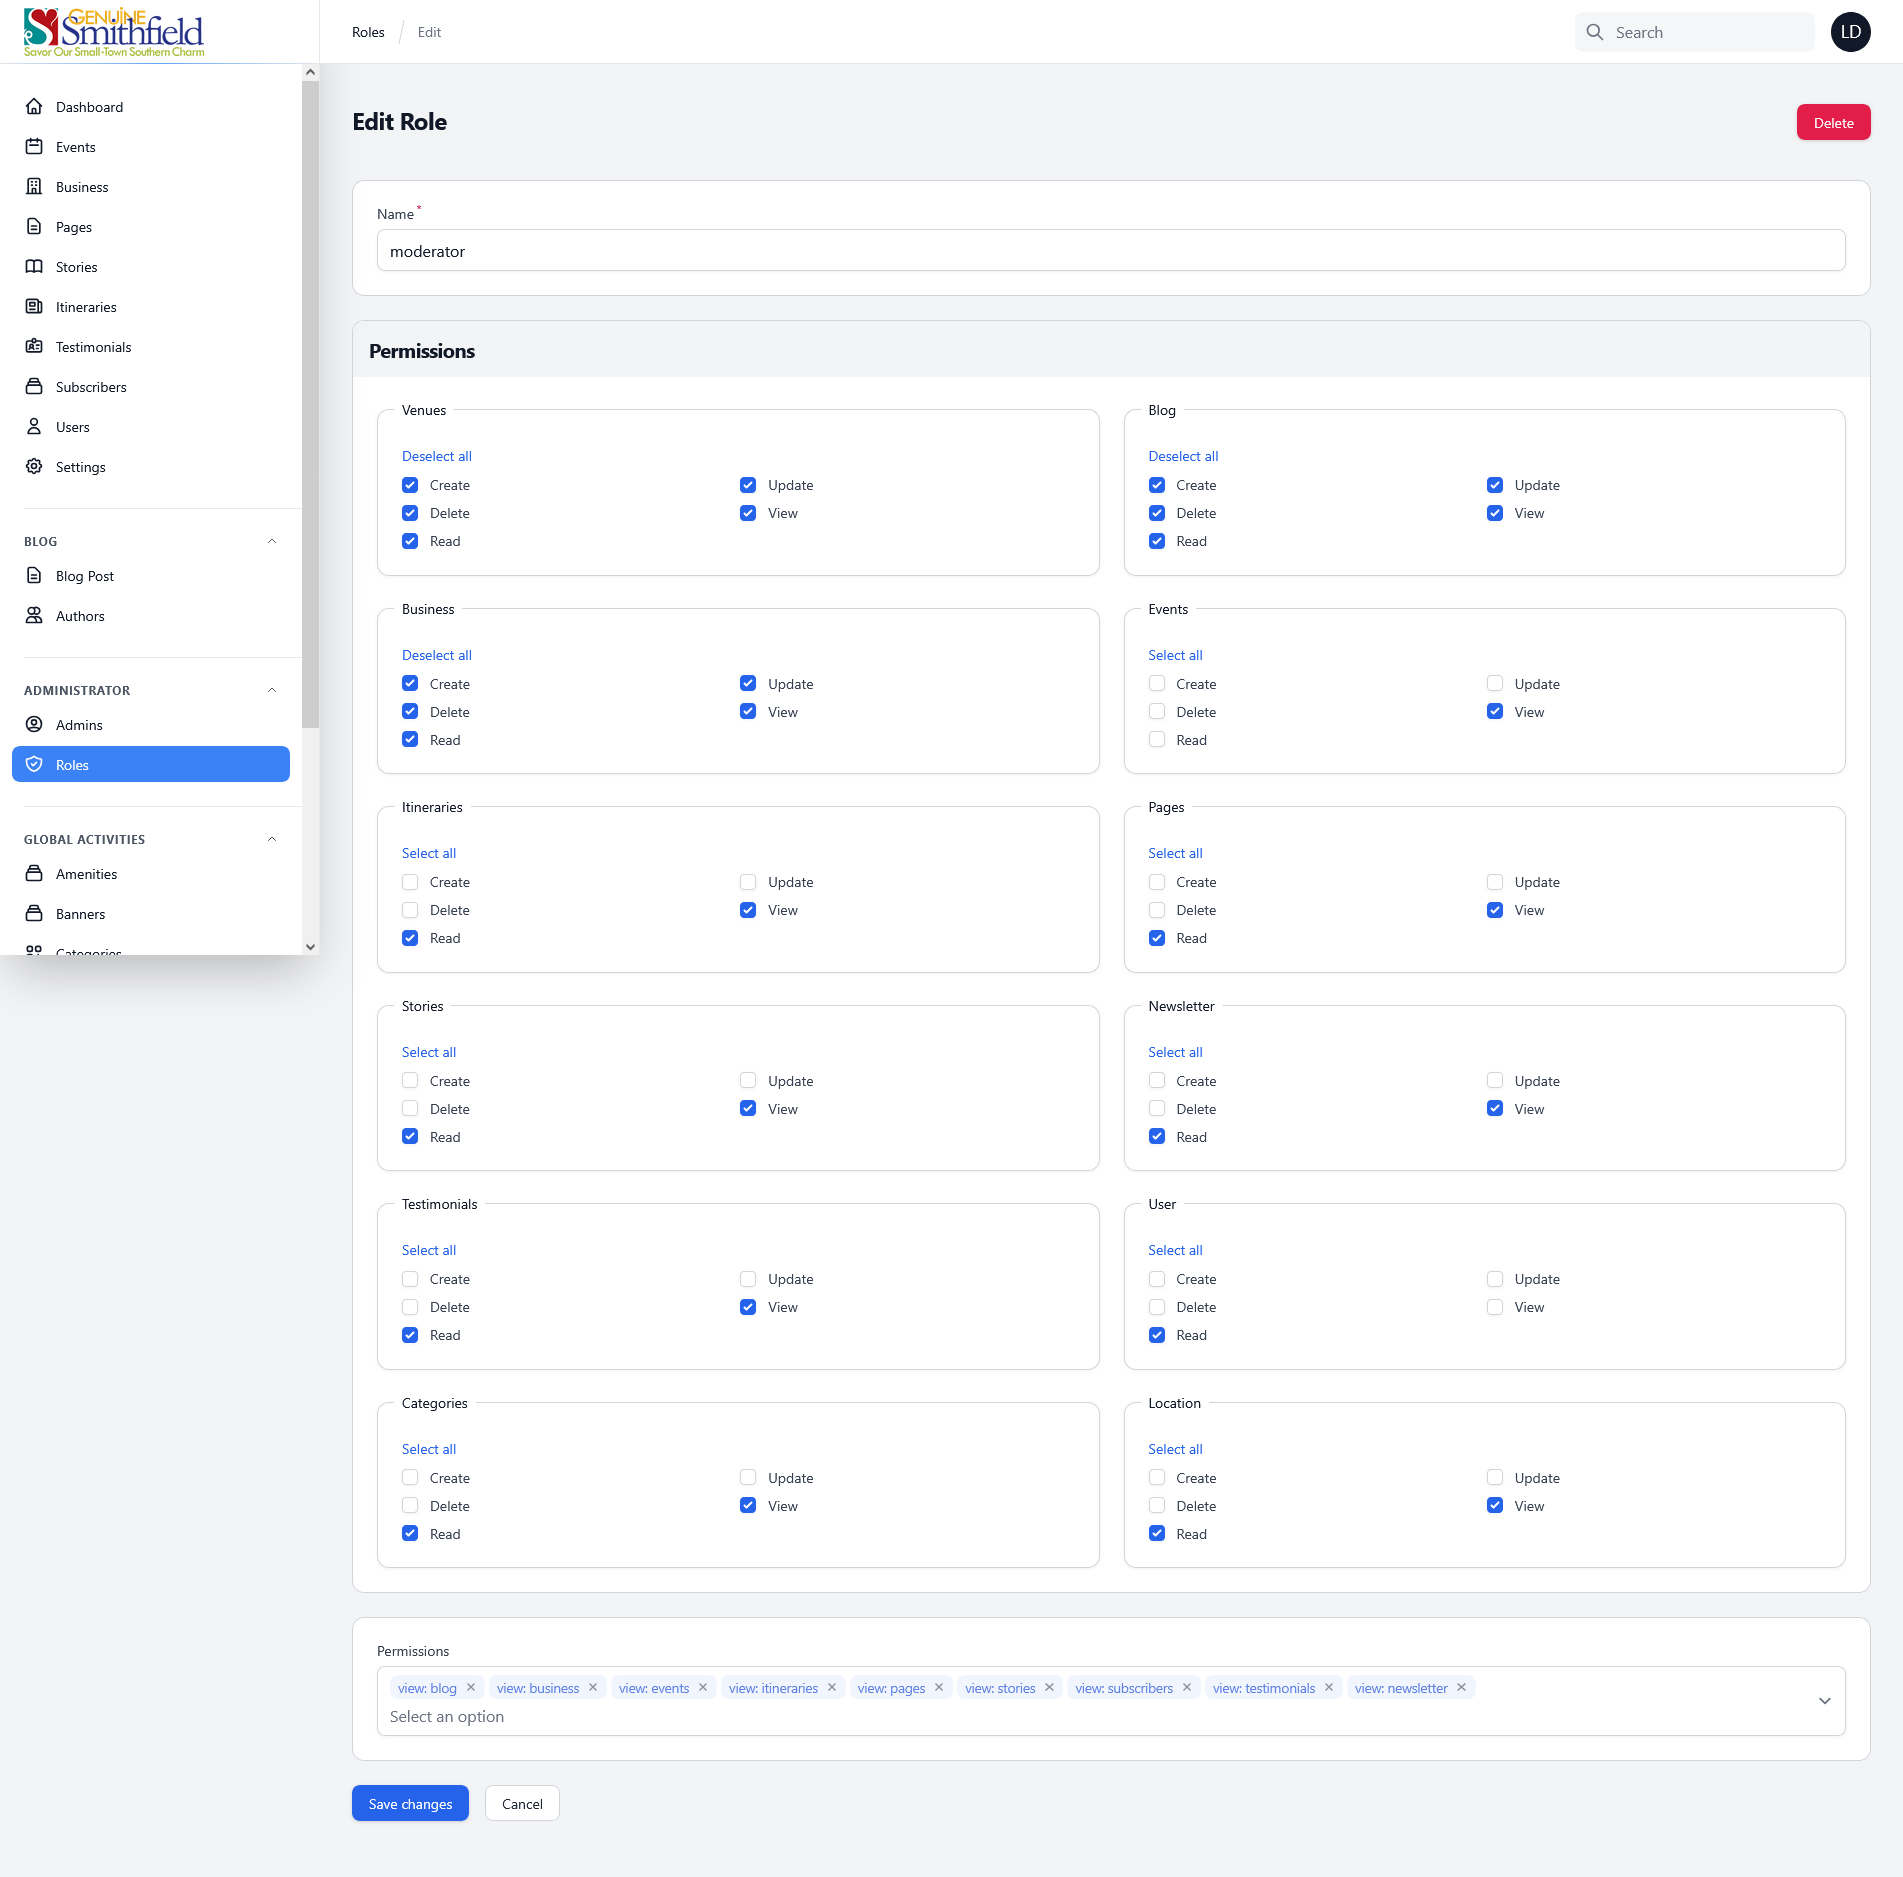 GENUINE
Smithfield
Savor Our Small-Town Southern Charm
Roles
Edit
Search
LD
Dashboard
Events
Business
Pages
Stories
Itineraries
Testimonials
Subscribers
Users
Settings
BLOG
Blog Post
Authors
ADMINISTRATOR
Admins
Roles
GLOBAL ACTIVITIES
Amenities
Banners
Categories
Edit Role
Delete
Name*
moderator
Permissions
Venues
Deselect all
Create
Update
Delete
View
Read
Blog
Deselect all
Create
Update
Delete
View
Read
Business
Deselect all
Create
Update
Delete
View
Read
Events
Select all
Create
Update
Delete
View
Read
Itineraries
Select all
Create
Update
Delete
View
Read
Pages
Select all
Create
Update
Delete
View
Read
Stories
Select all
Create
Update
Delete
View
Read
Newsletter
Select all
Create
Update
Delete
View
Read
Testimonials
Select all
Create
Update
Delete
View
Read
User
Select all
Create
Update
Delete
View
Read
Categories
Select all
Create
Update
Delete
View
Read
Location
Select all
Create
Update
Delete
View
Read
Permissions
view: blog view: business view: events view: itineraries view: pages view: stories view: subscribers view: testimonials view: newsletter
Select an option
Save changes
Cancel